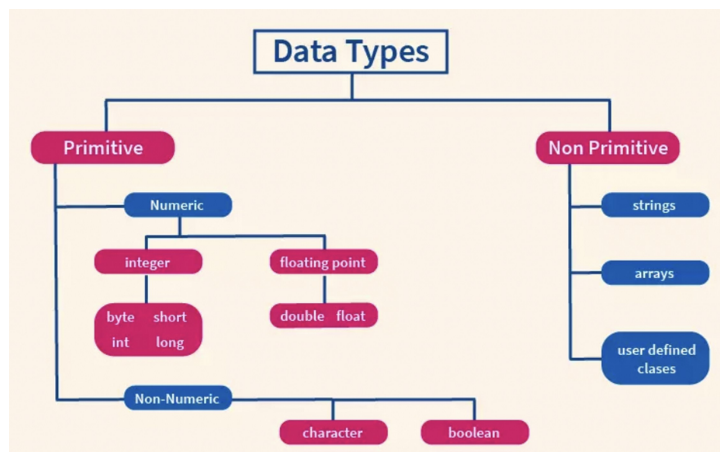 Data Types
Primitive
Non Primitive
Numeric
strings
integer
floating point
arrays
byte short
int long
double float
user defined
clases
Non-Numeric
character
boolean